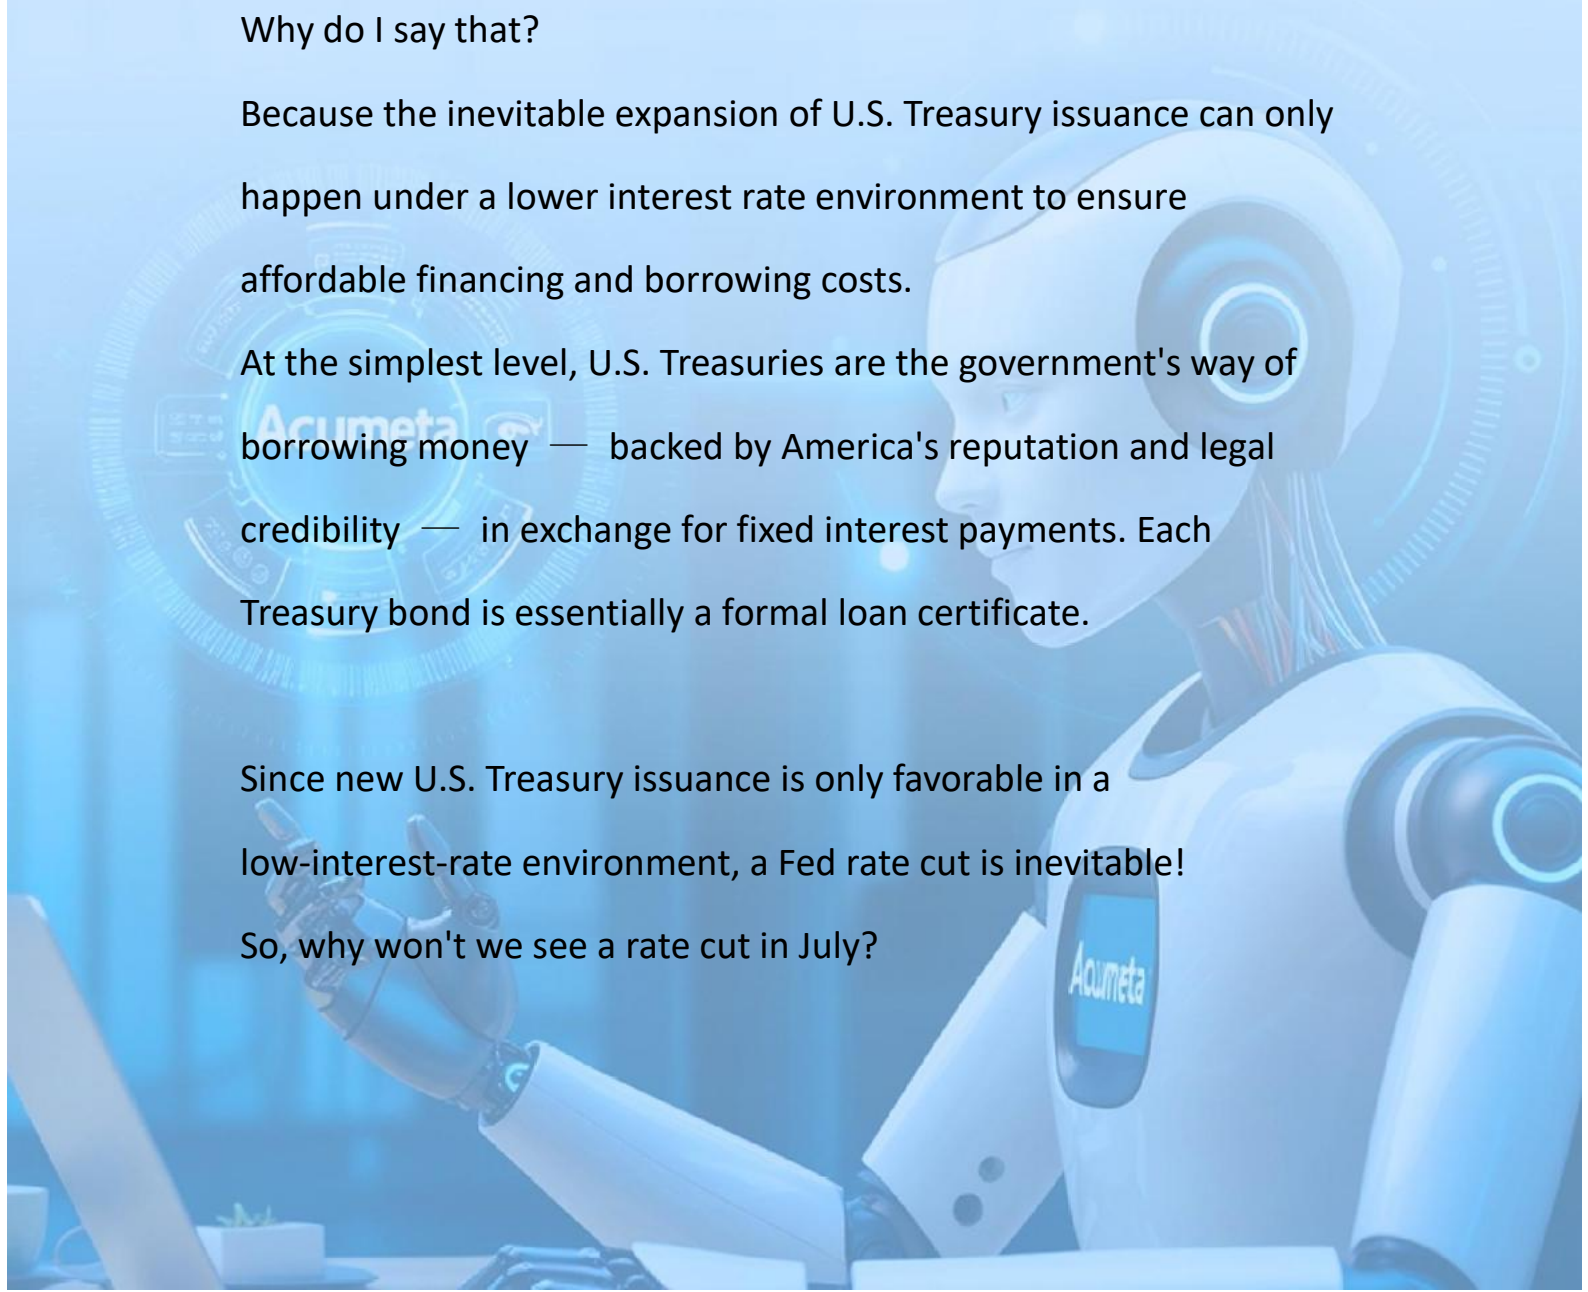 Why do I say that?
Because the inevitable expansion of U.S. Treasury issuance can only
happen under a lower interest rate environment to ensure
affordable financing and borrowing costs.
At the simplest level, U.S. Treasuries are the government's way of
Acumeta
borrowing money — backed by America's reputation and legal
credibility — in exchange for fixed interest payments. Each
Treasury bond is essentially a formal loan certificate.
Since new U.S. Treasury issuance is only favorable in a
low-interest-rate environment, a Fed rate cut is inevitable!
So, why won't we see a rate cut in July?
Acumeta